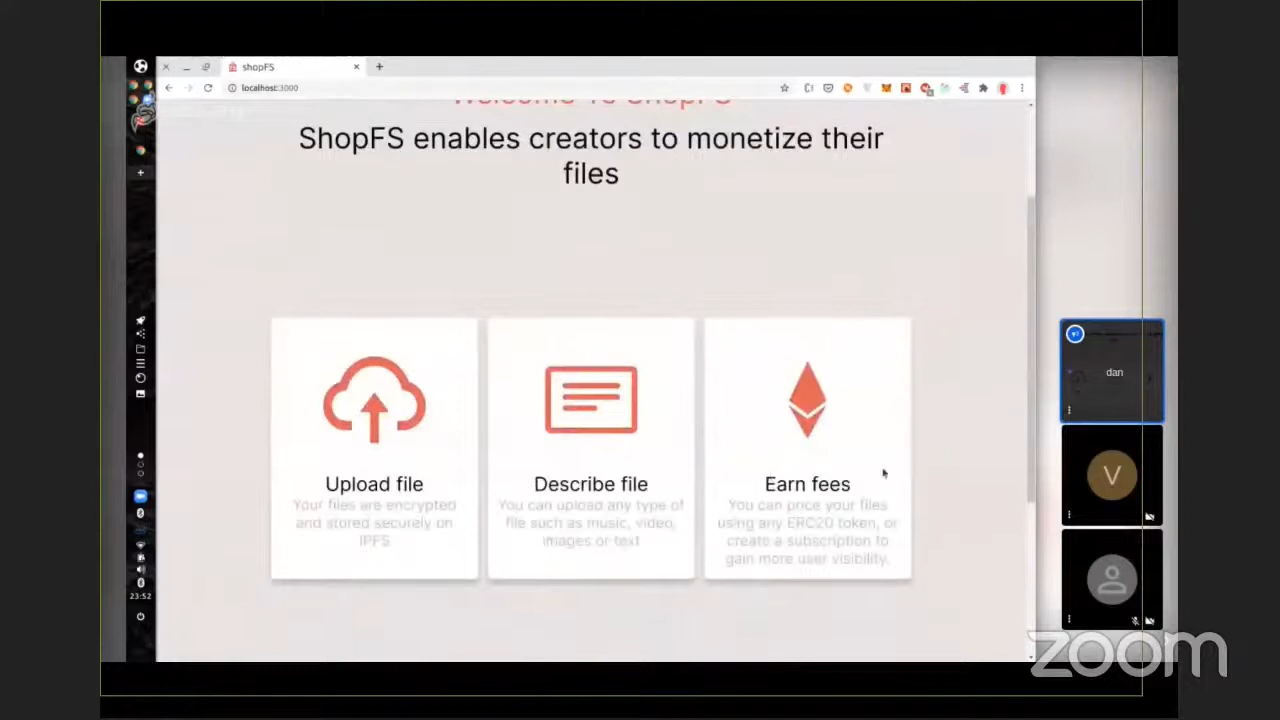 shopFS
localhost:3000
Welcome To ShopFS
ShopFS enables creators to monetize their
files
Upload file
Your files are encrypted
and stored securely on
IPFS
Describe file
You can upload any type of
file such as music, video,
images or text
Earn fees
You can price your files
using any ERC20 token, or
create a subscription to
gain more user visibility.
dan
V
23:52
zoom